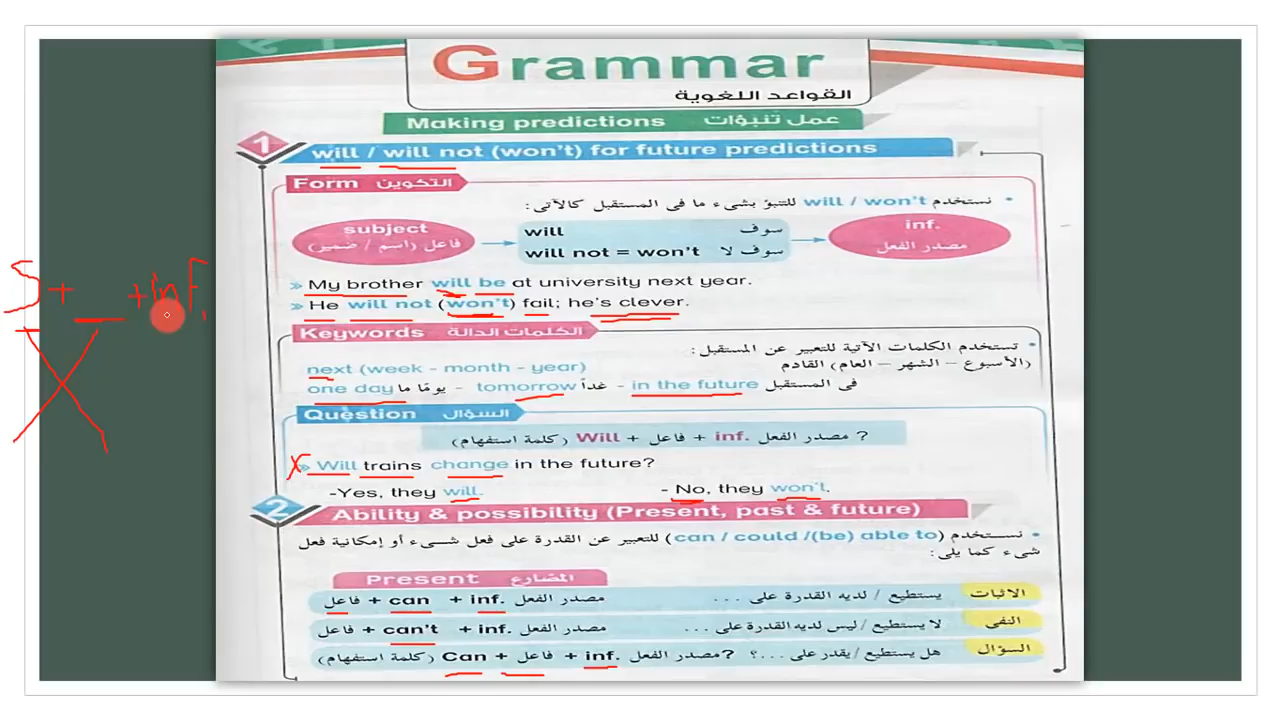 Grammar
القواعد اللغوية
Making predictions عمل تنبؤات
1 will / will not (won't) for future predictions
Form التكوين
• نستخدم will / won't للتنبؤ بشىء ما فى المستقبل كالآتى:
subject
فاعل (اسم / ضمير)
will سوف
will not = won't سوف لا
inf.
مصدر الفعل
» My brother will be at university next year.
» He will not (won't) fail; he's clever.
S + __ + inf.
Keywords الكلمات الدالة
• تستخدم الكلمات الآتية للتعبير عن المستقبل:
next (week - month - year) (الأسبوع – الشهر – العام) القادم
one day يومًا ما - tomorrow غداً - in the future فى المستقبل
Question السؤال
(كلمة استفهام) Will + فاعل + inf. مصدر الفعل ?
» Will trains change in the future?
-Yes, they will. - No, they won't.
2 Ability & possibility (Present, past & future)
• نستخدم (can / could /(be) able to) للتعبير عن القدرة على فعل شىء أو إمكانية فعل
شىء كما يلى:
Present المضارع
الاثبات يستطيع / لديه القدرة على ... فاعل + can + inf. مصدر الفعل
النفى لا يستطيع / ليس لديه القدرة على ... فاعل + can't + inf. مصدر الفعل
السؤال هل يستطيع / يقدر على ...؟ (كلمة استفهام) Can + فاعل + inf. مصدر الفعل?